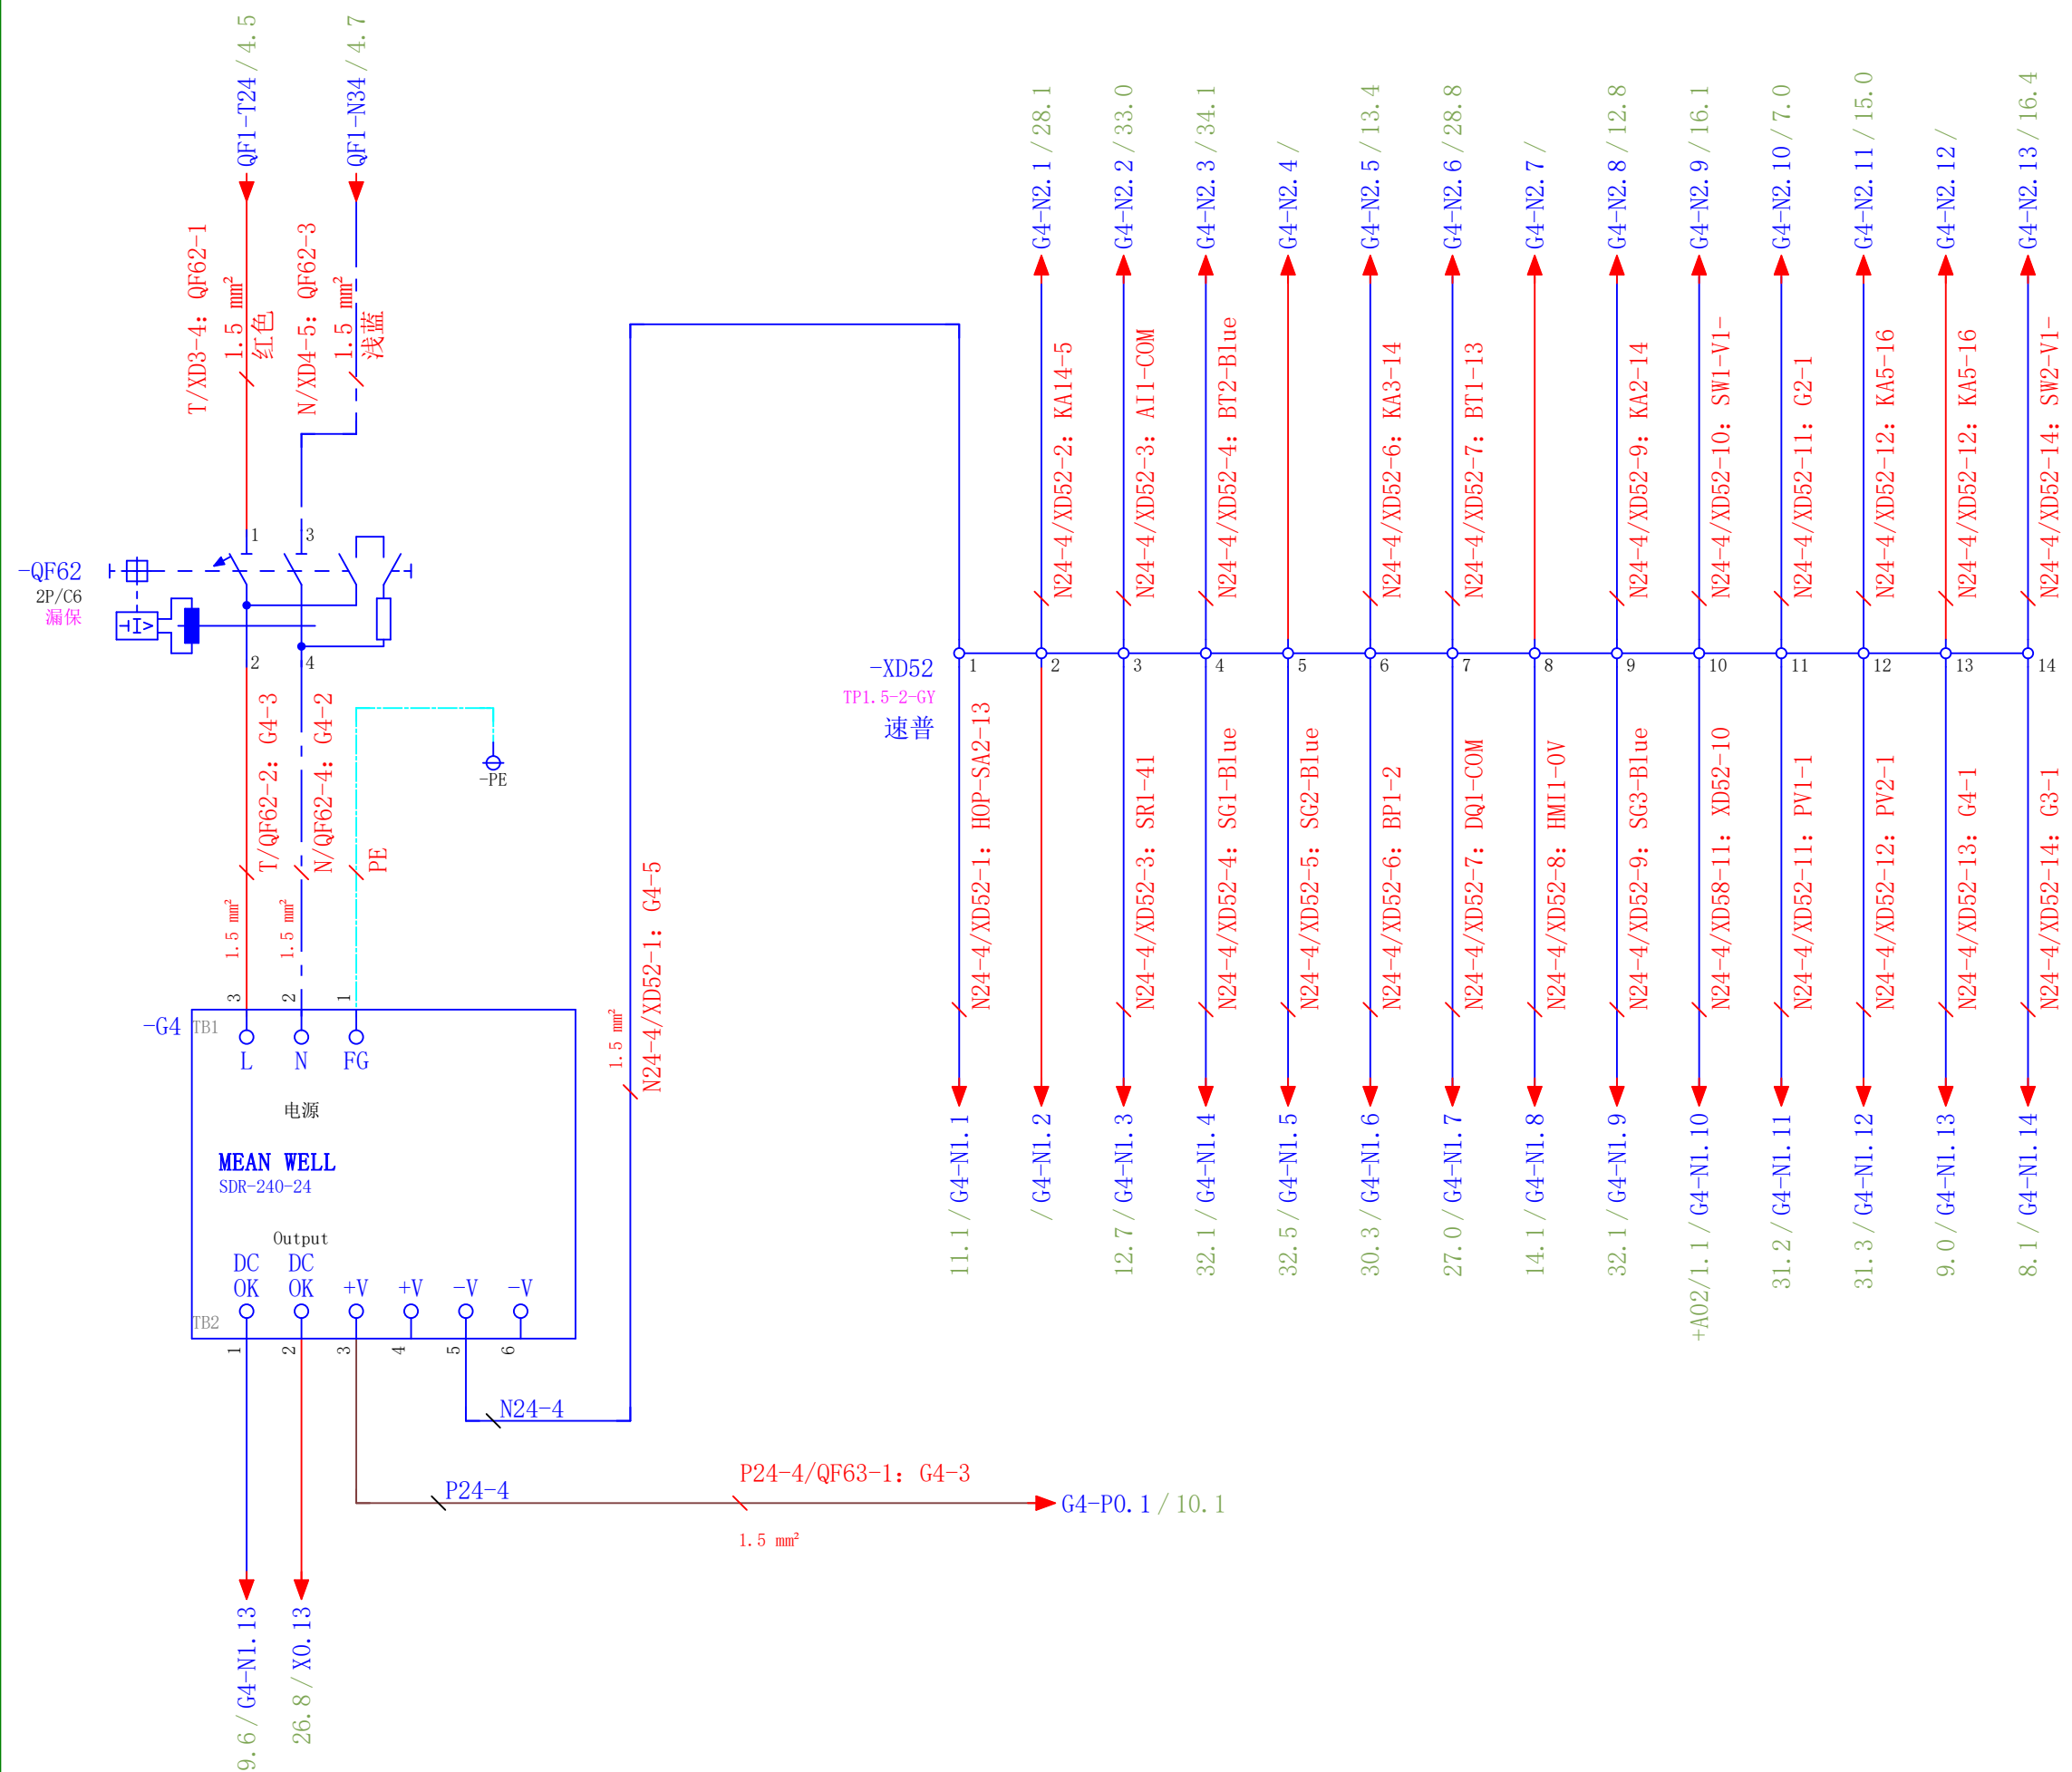 QF1-T24 / 4.5
QF1-N34 / 4.7
T/XD3-4: QF62-1
1.5 mm²
红色
N/XD4-5: QF62-3
1.5 mm²
浅蓝
-QF62
2P/C6
漏保
1
3
I>
2
4
T/QF62-2: G4-3
1.5 mm²
N/QF62-4: G4-2
1.5 mm²
PE
-PE
-G4
TB1
3
2
1
L
N
FG
电源
MEAN WELL
SDR-240-24
Output
DC OK
DC OK
+V
+V
-V
-V
TB2
1
2
3
4
5
6
N24-4
P24-4
P24-4/QF63-1: G4-3
1.5 mm²
G4-P0.1 / 10.1
9.6 / G4-N1.13
26.8 / X0.13
1.5 mm²
N24-4/XD52-1: G4-5
-XD52
TP1.5-2-GY
速普
G4-N2.1 / 28.1
G4-N2.2 / 33.0
G4-N2.3 / 34.1
G4-N2.4 /
G4-N2.5 / 13.4
G4-N2.6 / 28.8
G4-N2.7 /
G4-N2.8 / 12.8
G4-N2.9 / 16.1
G4-N2.10 / 7.0
G4-N2.11 / 15.0
G4-N2.12 /
G4-N2.13 / 16.4
N24-4/XD52-2: KA14-5
N24-4/XD52-3: AI1-COM
N24-4/XD52-4: BT2-Blue
N24-4/XD52-6: KA3-14
N24-4/XD52-7: BT1-13
N24-4/XD52-9: KA2-14
N24-4/XD52-10: SW1-V1-
N24-4/XD52-11: G2-1
N24-4/XD52-12: KA5-16
N24-4/XD52-12: KA5-16
N24-4/XD52-14: SW2-V1-
1
2
3
4
5
6
7
8
9
10
11
12
13
14
N24-4/XD52-1: HOP-SA2-13
N24-4/XD52-3: SR1-41
N24-4/XD52-4: SG1-Blue
N24-4/XD52-5: SG2-Blue
N24-4/XD52-6: BP1-2
N24-4/XD52-7: DQ1-COM
N24-4/XD52-8: HMI1-0V
N24-4/XD52-9: SG3-Blue
N24-4/XD58-11: XD52-10
N24-4/XD52-11: PV1-1
N24-4/XD52-12: PV2-1
N24-4/XD52-13: G4-1
N24-4/XD52-14: G3-1
11.1 / G4-N1.1
/ G4-N1.2
12.7 / G4-N1.3
32.1 / G4-N1.4
32.5 / G4-N1.5
30.3 / G4-N1.6
27.0 / G4-N1.7
14.1 / G4-N1.8
32.1 / G4-N1.9
+A02/1.1 / G4-N1.10
31.2 / G4-N1.11
31.3 / G4-N1.12
9.0 / G4-N1.13
8.1 / G4-N1.14